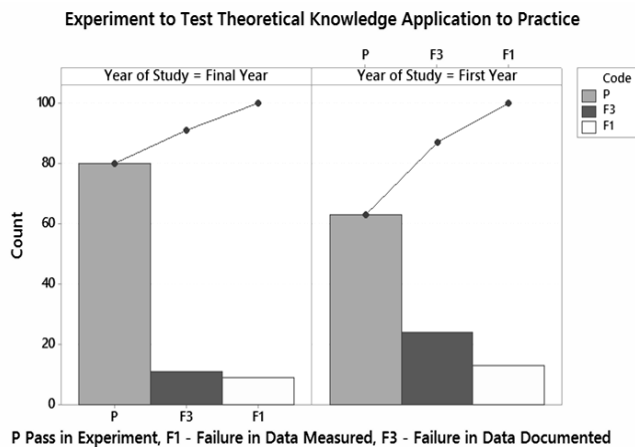 Experiment to Test Theoretical Knowledge Application to Practice
P F3 F1
Year of Study = Final Year Year of Study = First Year
Code
P
F3
F1
Count
100
80
60
40
20
0
P F3 F1
P Pass in Experiment, F1 - Failure in Data Measured, F3 - Failure in Data Documented